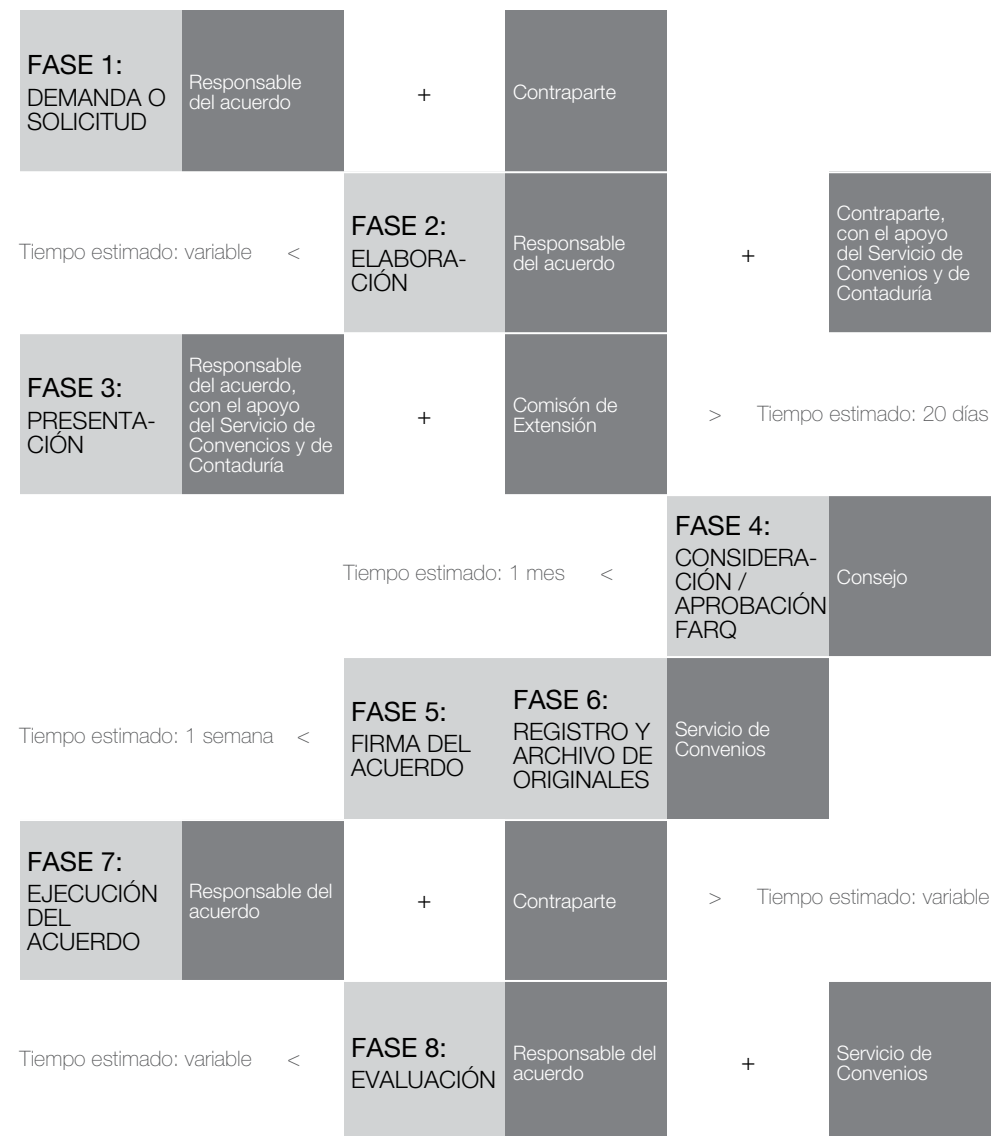 FASE 1:
DEMANDA O
SOLICITUD
Responsable
del acuerdo
+
Contraparte
Tiempo estimado: variable <
FASE 2:
ELABORA-
CIÓN
Responsable
del acuerdo
+
Contraparte,
con el apoyo
del Servicio de
Convenios y de
Contaduría
FASE 3:
PRESENTA-
CIÓN
Responsable
del acuerdo,
con el apoyo
del Servicio de
Convencios y de
Contaduría
+
Comisón de
Extensión
> Tiempo estimado: 20 días
Tiempo estimado: 1 mes <
FASE 4:
CONSIDERA-
CIÓN /
APROBACIÓN
FARQ
Consejo
Tiempo estimado: 1 semana <
FASE 5:
FIRMA DEL
ACUERDO
FASE 6:
REGISTRO Y
ARCHIVO DE
ORIGINALES
Servicio de
Convenios
FASE 7:
EJECUCIÓN
DEL
ACUERDO
Responsable del
acuerdo
+
Contraparte
> Tiempo estimado: variable
Tiempo estimado: variable <
FASE 8:
EVALUACIÓN
Responsable del
acuerdo
+
Servicio de
Convenios